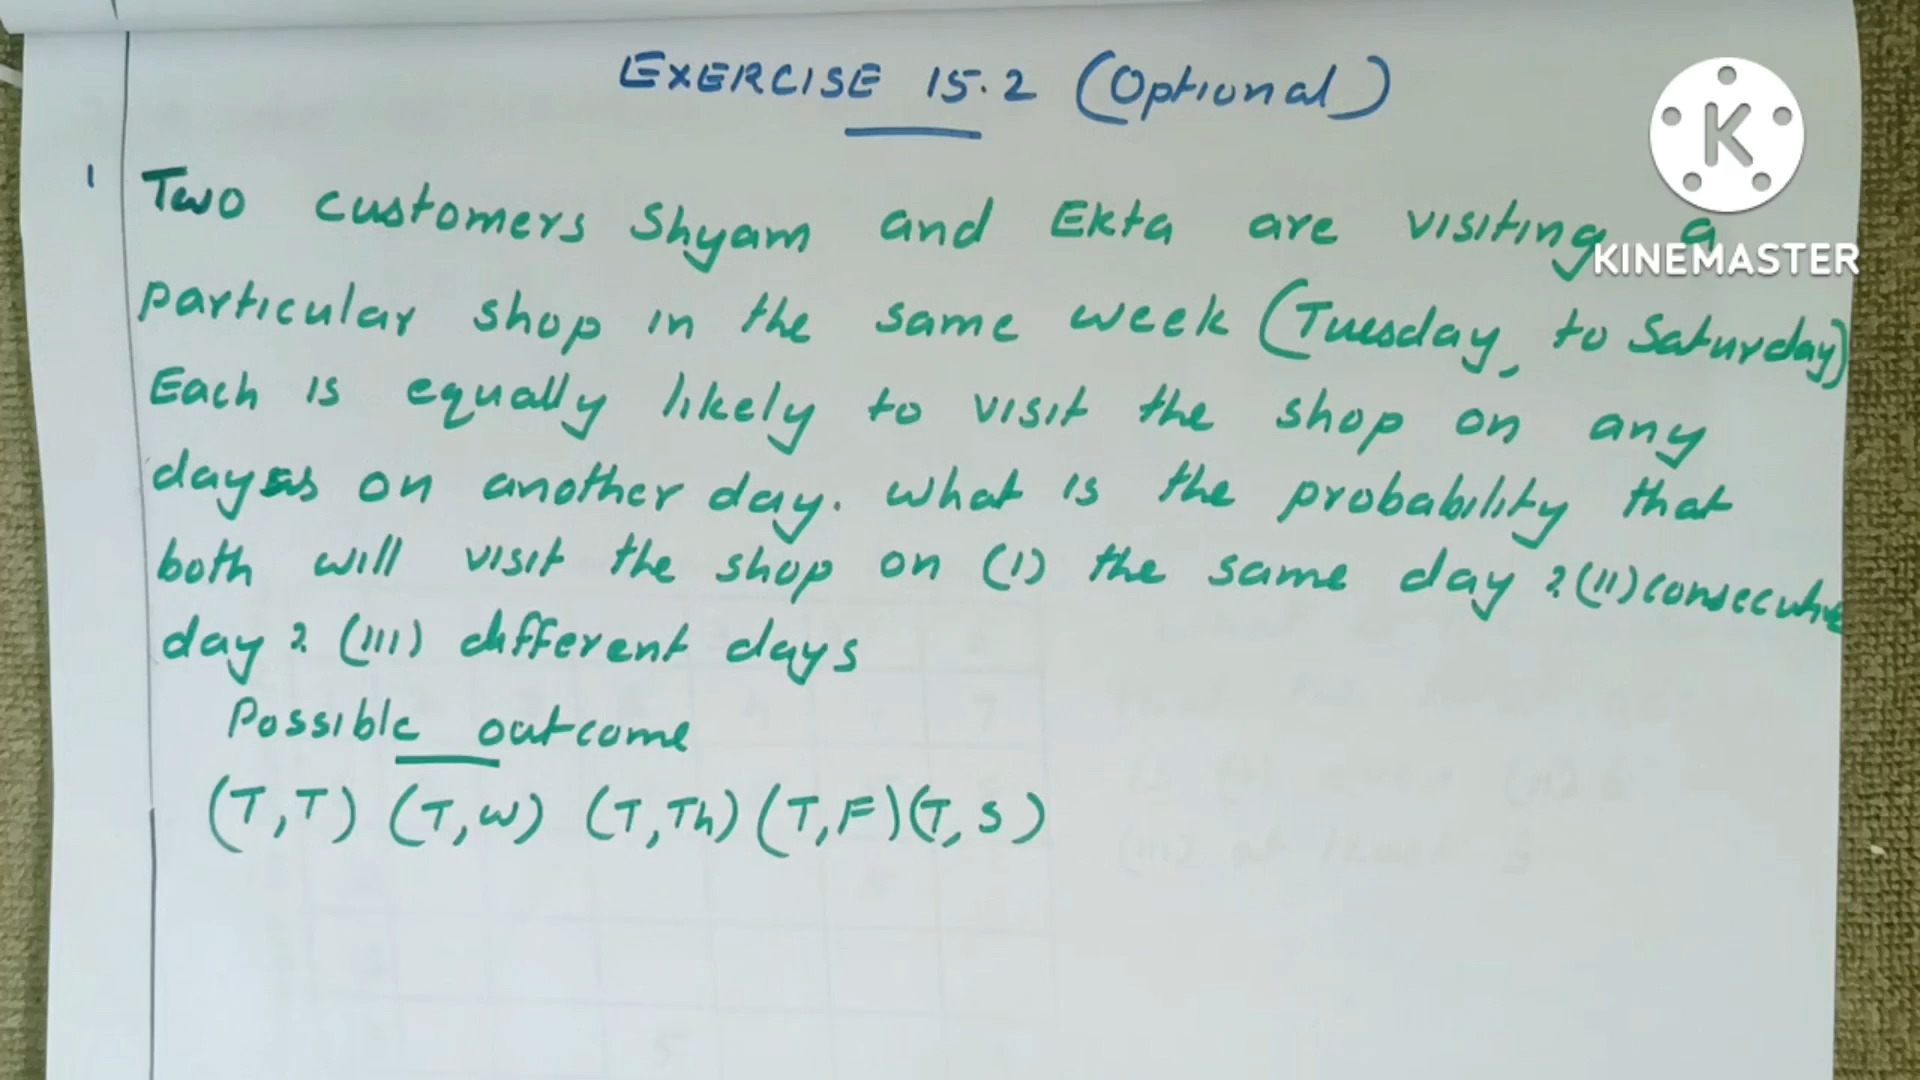 EXERCISE 15.2 (Optional)
K
KINEMASTER
1 Two customers Shyam and Ekta are visiting a
particular shop in the same week (Tuesday, to Saturday)
Each is equally likely to visit the shop on any
day as on another day. what is the probability that
both will visit the shop on (i) the same day ? (ii) consecutive
day ? (iii) different days
Possible outcome
(T,T) (T,W) (T,Th) (T,F) (T,S)